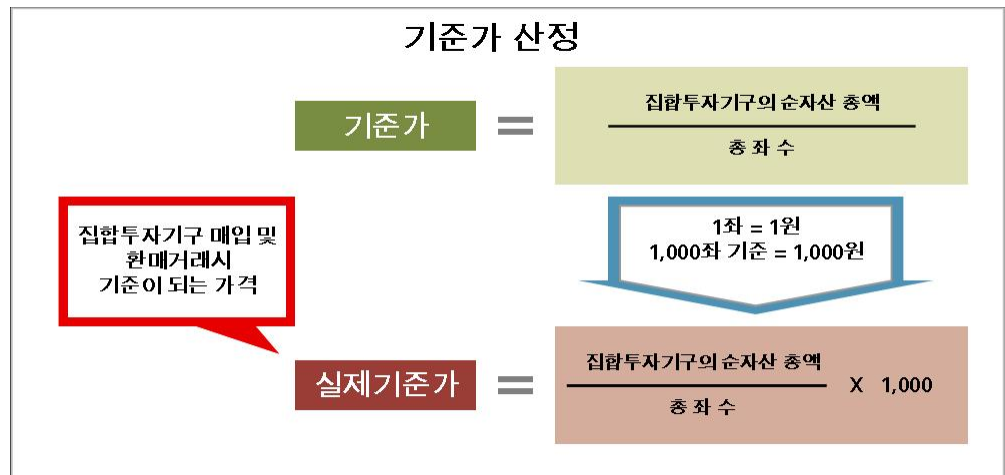 기준가 산정
기준가
=
집합투자기구의 순자산 총액
총 좌 수
집합투자기구 매입 및
환매거래시
기준이 되는 가격
1좌 = 1원
1,000좌 기준 = 1,000원
실제기준가
=
집합투자기구의 순자산 총액
총 좌 수
X 1,000